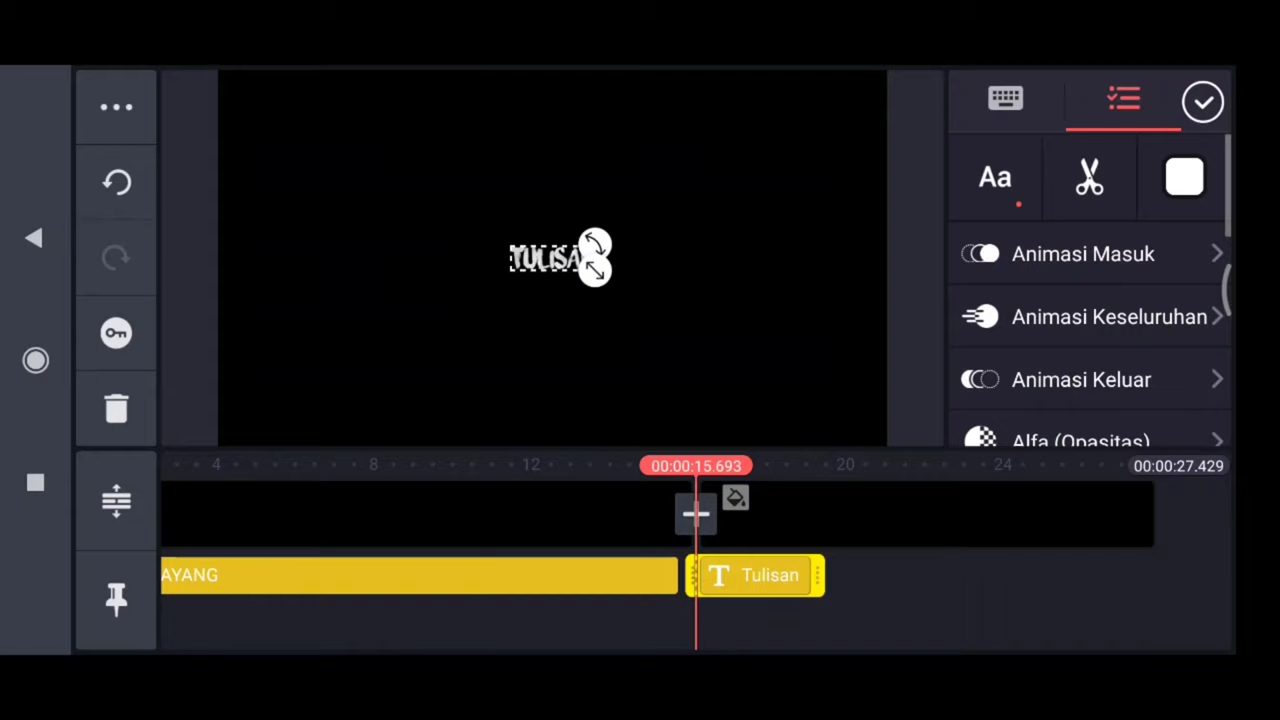 TULISA
Aa
Animasi Masuk
Animasi Keseluruhan
Animasi Keluar
Alfa (Opasitas)
4 8 12 00:00:15.693 20 24 00:00:27.429
AYANG
T Tulisan